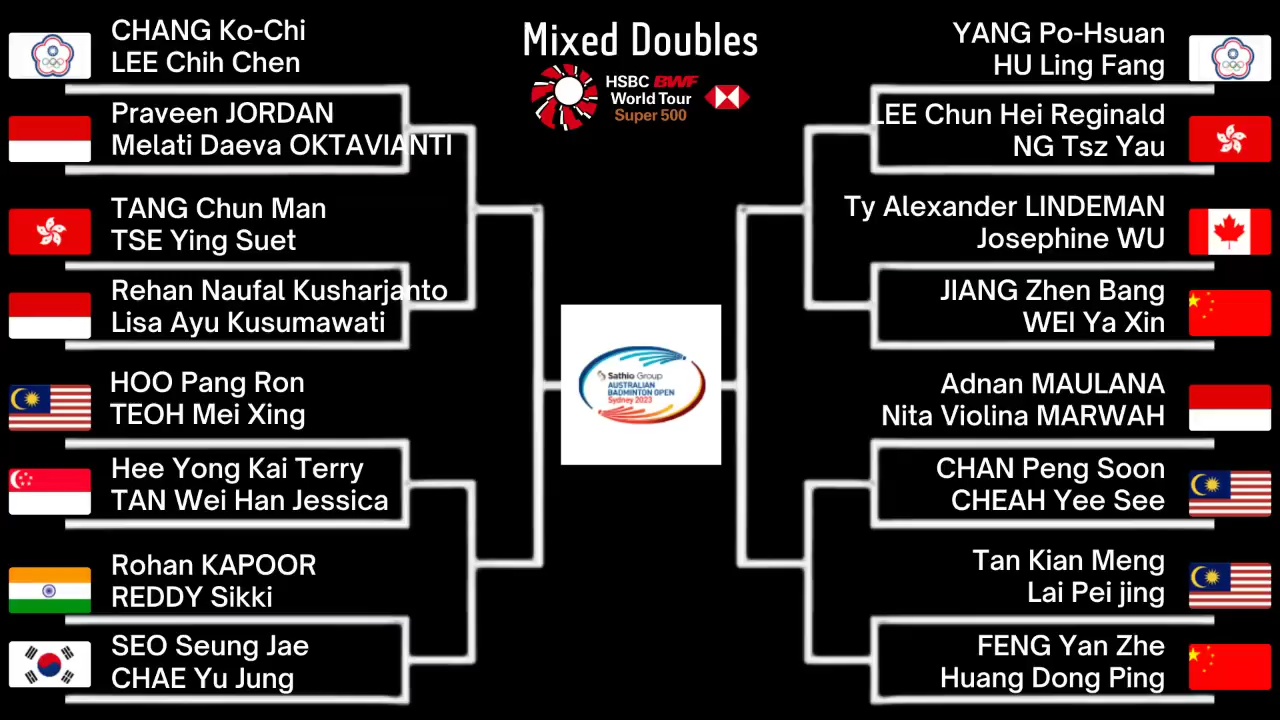 Mixed Doubles
HSBC BWF
World Tour
Super 500
CHANG Ko-Chi
LEE Chih Chen
Praveen JORDAN
Melati Daeva OKTAVIANTI
TANG Chun Man
TSE Ying Suet
Rehan Naufal Kusharjanto
Lisa Ayu Kusumawati
HOO Pang Ron
TEOH Mei Xing
Hee Yong Kai Terry
TAN Wei Han Jessica
Rohan KAPOOR
REDDY Sikki
SEO Seung Jae
CHAE Yu Jung
Sathio Group
AUSTRALIAN
BADMINTON OPEN
Sydney 2023
YANG Po-Hsuan
HU Ling Fang
LEE Chun Hei Reginald
NG Tsz Yau
Ty Alexander LINDEMAN
Josephine WU
JIANG Zhen Bang
WEI Ya Xin
Adnan MAULANA
Nita Violina MARWAH
CHAN Peng Soon
CHEAH Yee See
Tan Kian Meng
Lai Pei jing
FENG Yan Zhe
Huang Dong Ping